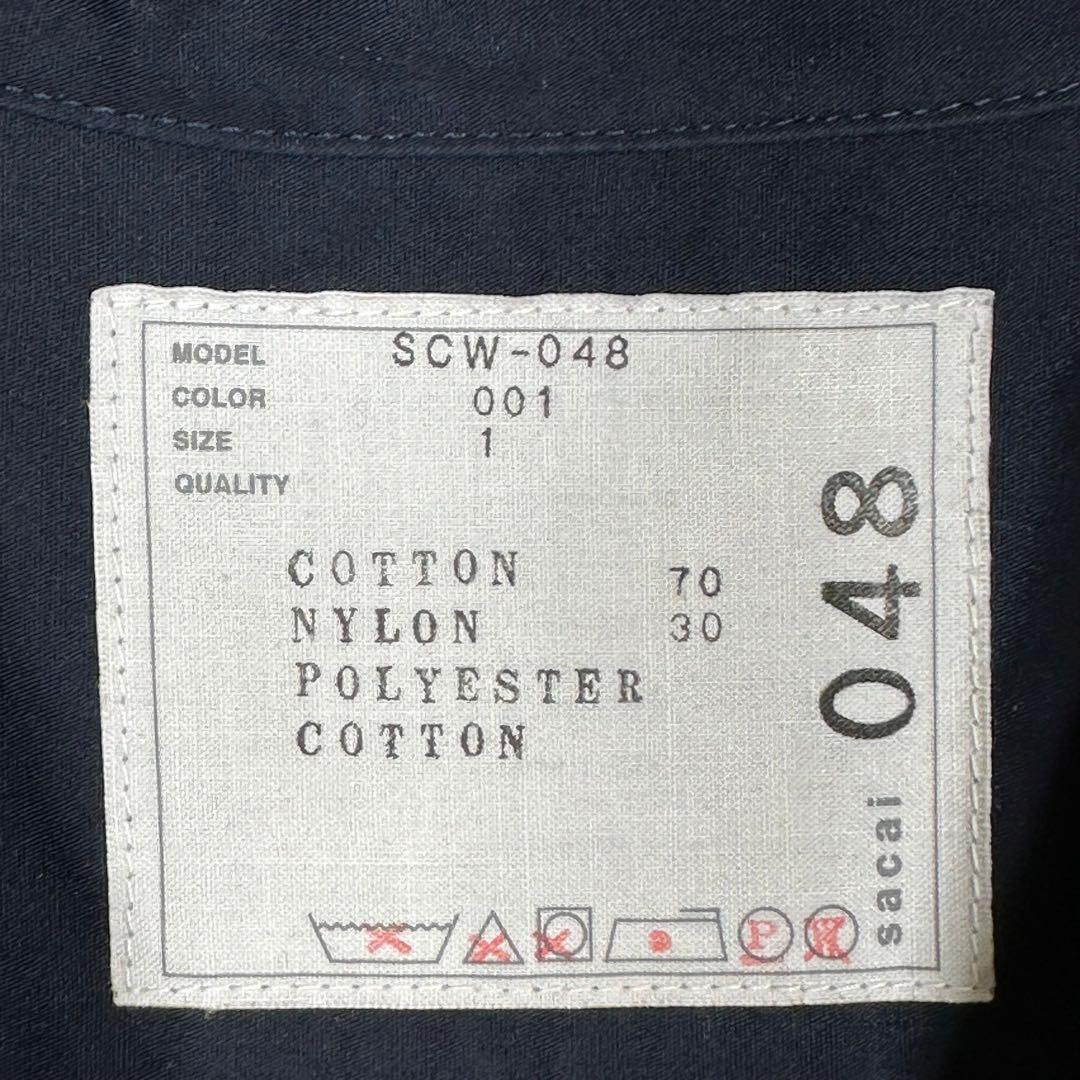 MODEL SCW-048
COLOR 001
SIZE 1
QUALITY
COTTON 70
NYLON 30
POLYESTER
COTTON
sacai 048
P